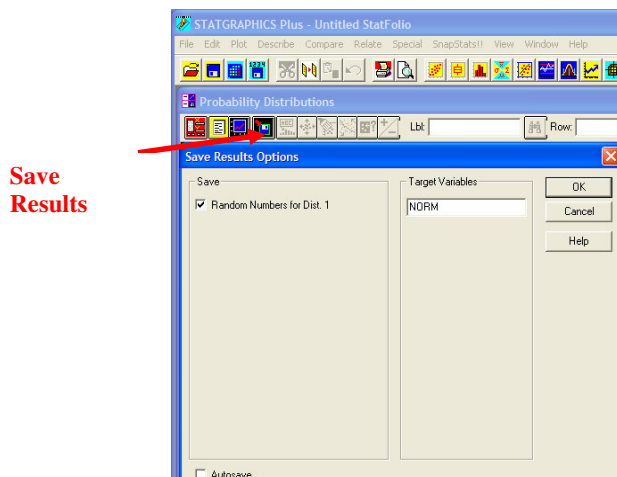 STATGRAPHICS Plus - Untitled StatFolio
File Edit Plot Describe Compare Relate Special SnapStats!! View Window Help
Probability Distributions
Lbl: Row:
Save Results Options
Save
Results
Save
Random Numbers for Dist. 1
Target Variables
NORM
OK
Cancel
Help
Autosave